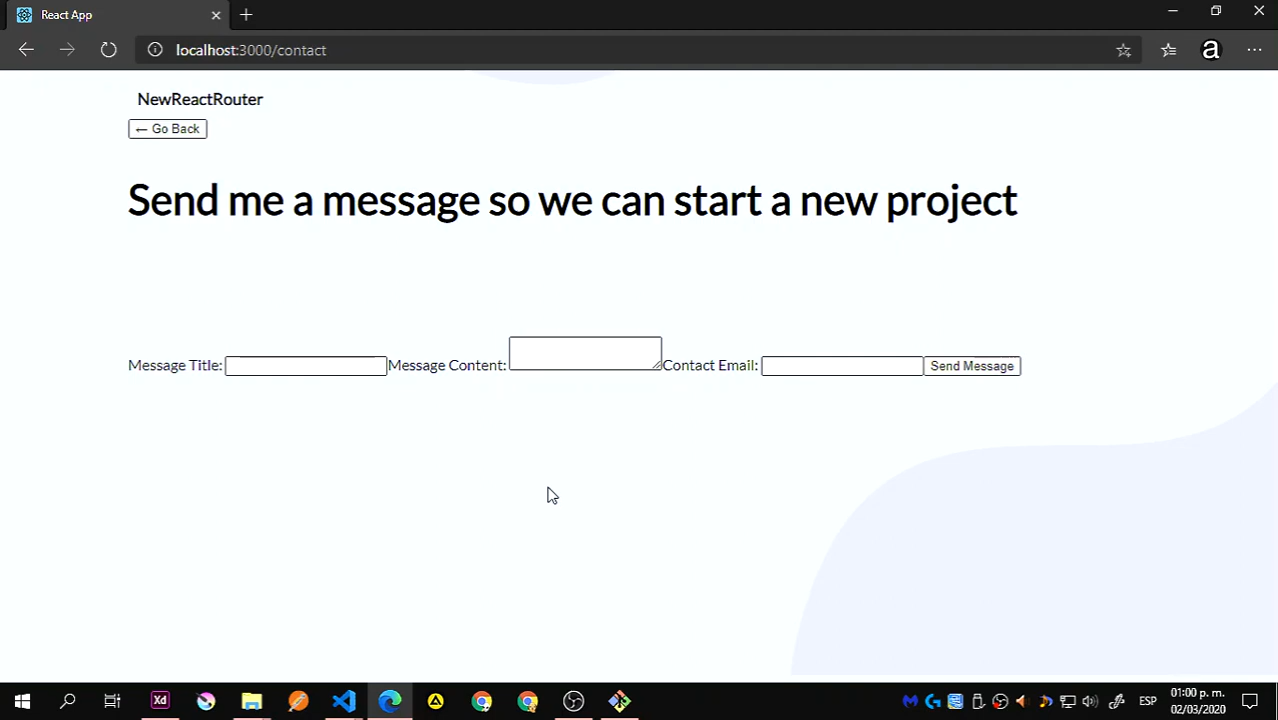 React App
localhost:3000/contact
a
NewReactRouter
← Go Back
Send me a message so we can start a new project
Message Title: Message Content: Contact Email: Send Message
Xd
ESP
01:00 p. m.
02/03/2020